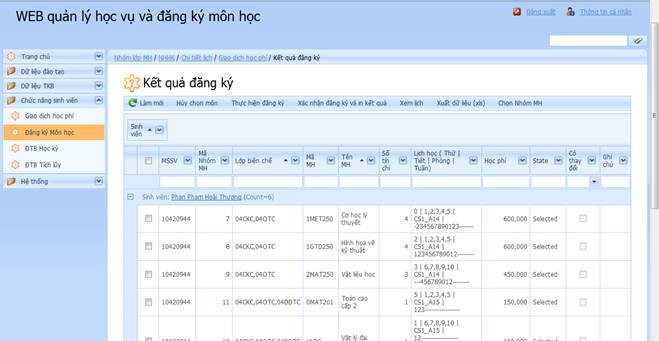 WEB quản lý học vụ và đăng ký môn học
Đăng xuất
Thông tin cá nhân
Trang chủ
Dữ liệu đào tạo
Dữ liệu TKB
Chức năng sinh viên
Giao dịch học phí
Đăng ký Môn học
ĐTB Học kỳ
ĐTB Tích lũy
Hệ thống
Nhóm lớp MH / NHHK / Chi tiết lịch / Giao dịch học phí / Kết quả đăng ký
Kết quả đăng ký
Làm mới Hủy chọn môn Thực hiện đăng ký Xác nhận đăng ký và in kết quả Xem lịch Xuất dữ liệu (xls) Chọn Nhóm MH
Sinh viên
MSSV Mã Nhóm MH Lớp biên chế Mã MH Tên MH Số tín chỉ Lịch học ( Thứ | Tiết | Phòng | Tuần) Học phí State Có thay đổi Ghi chú
Sinh viên: Phan Phạm Hoài Thương (Count=6)
10420944 7 04CKC,04OTC 1MET250 Cơ học lý thuyết 4 0 | 1,2,3,4,5 | CS1_A14 | -234567890123------- 600,000 Selected
10420944 8 04CKC,04OTC 1GTD250 Hình họa vẽ kỹ thuật 4 2 | 1,2,3,4,5 | CS1_A14 | 123456789012-------- 600,000 Selected
10420944 9 04CKC,04OTC 2MAT250 Vật liệu học 3 3 | 6,7,8,9,10 | CS1_A14 | ---456789012-------- 450,000 Selected
10420944 11 04CKC,04OTC,04DDTC 0MAT201 Toán cao cấp 2 1 5 | 1,2,3,4,5 | CS1_A15 | 123----------------- 150,000 Selected
Vật lý đại 1 | 6,7,8,9,10 | CS1_A15 |